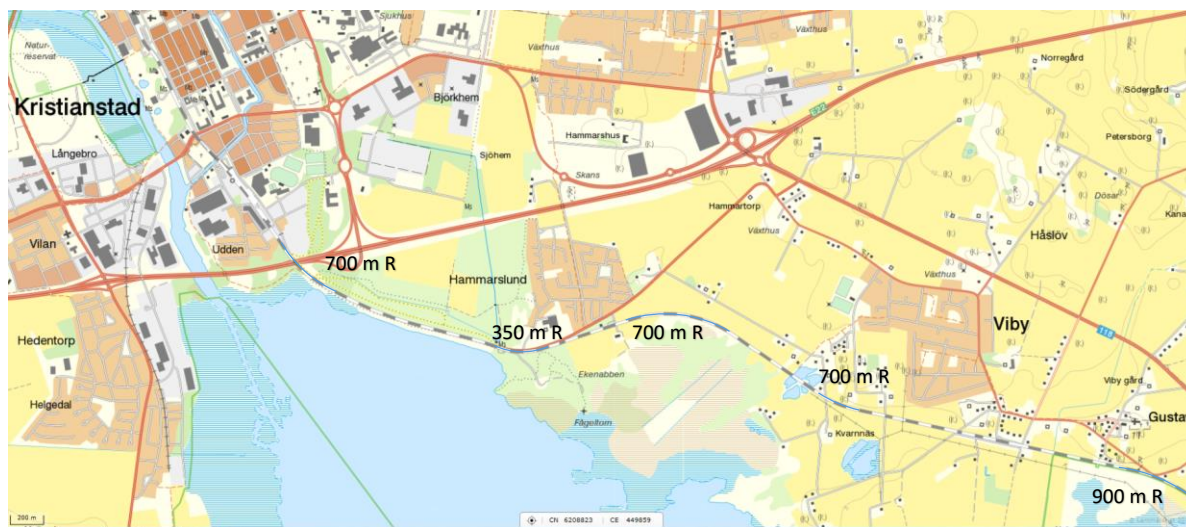 Sjukhus
Växthus
Växthus
Natur-
reservat
Norregård
Södergård
Björkhem
E22
Kristianstad
Petersborg
Hammarshus
Långebro
Sjöhem
Skans
Dösar
Hammartorp
Kana
Håslöv
Udden
Växthus
Vilan
700 m R
Hammarslund
Växthus
Viby
118
Hedentorp
350 m R
700 m R
Ekenabben
700 m R
Viby gård
Helgedal
Fågeltorn
Gustav
Kvarnnäs
L
900 m R
200 m
CN 6208823 CE 449859